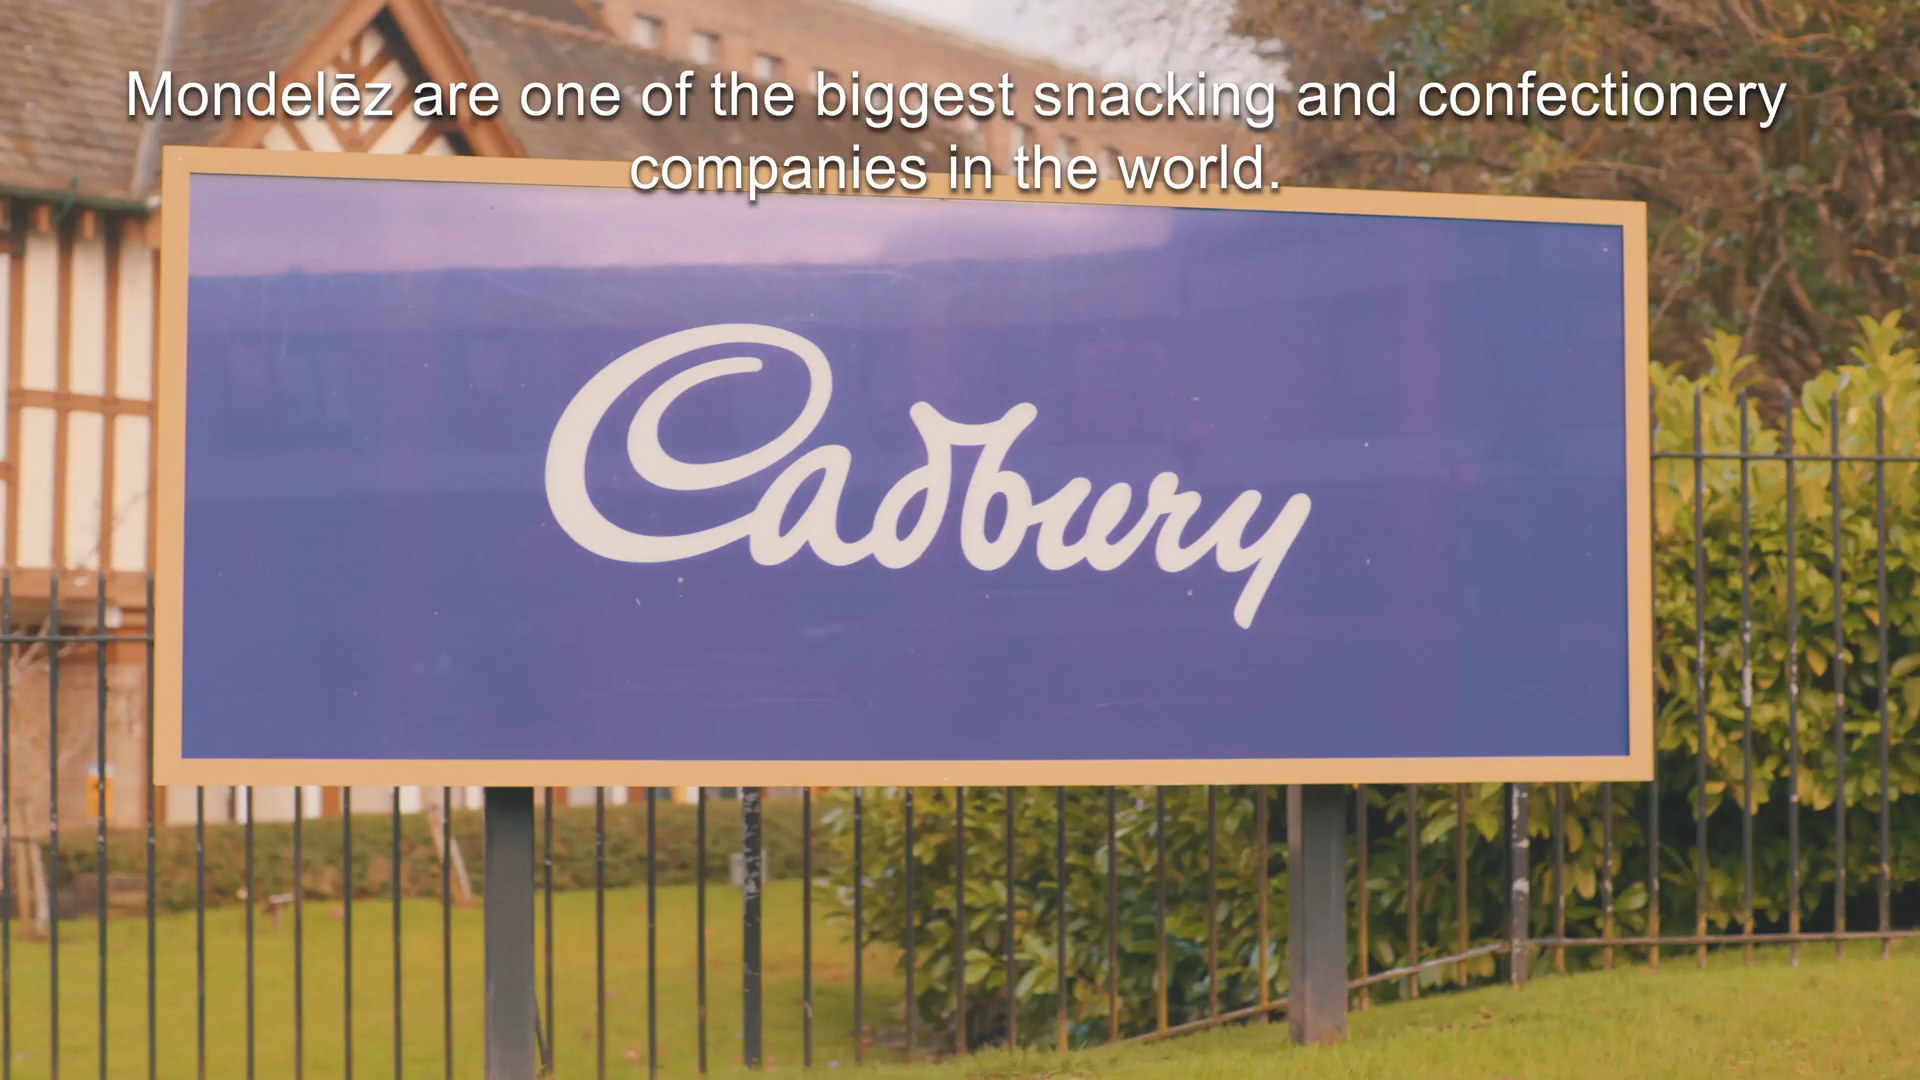 Mondelēz are one of the biggest snacking and confectionery
companies in the world.
Cadbury